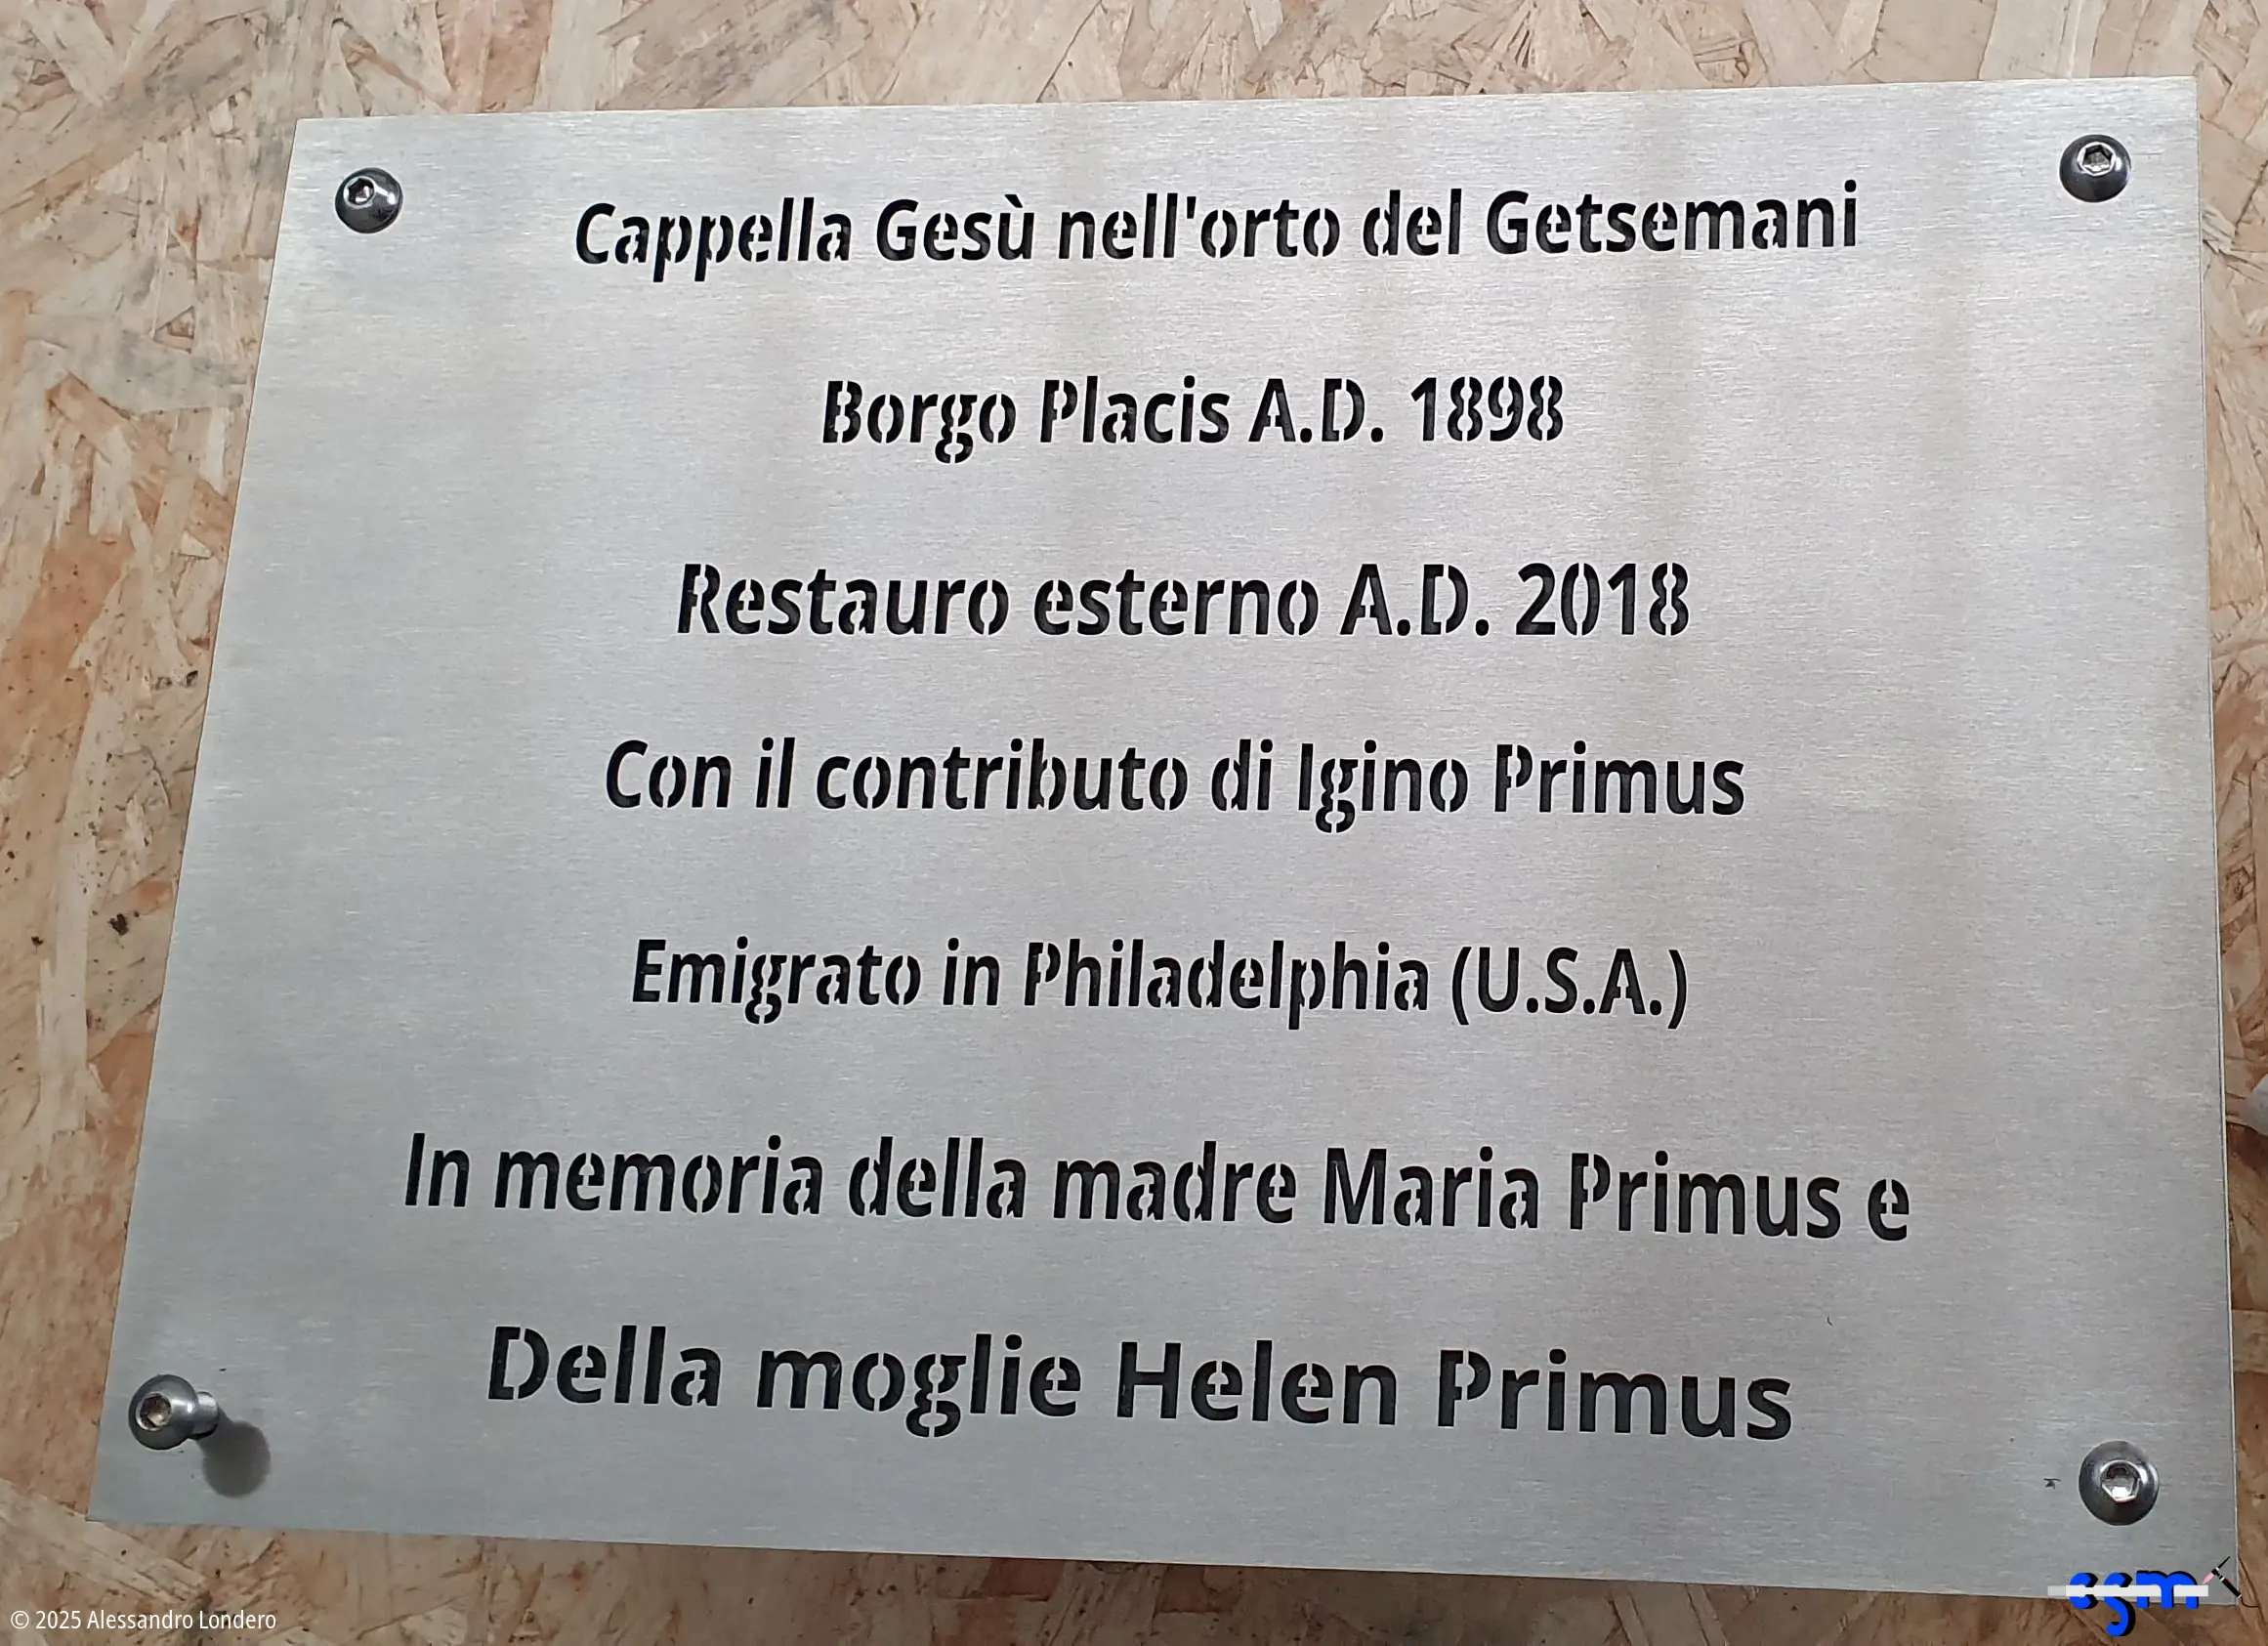 Cappella Gesù nell'orto del Getsemani
Borgo Placis A.D. 1898
Restauro esterno A.D. 2018
Con il contributo di Igino Primus
Emigrato in Philadelphia (U.S.A.)
In memoria della madre Maria Primus e
Della moglie Helen Primus
© 2025 Alessandro Londero